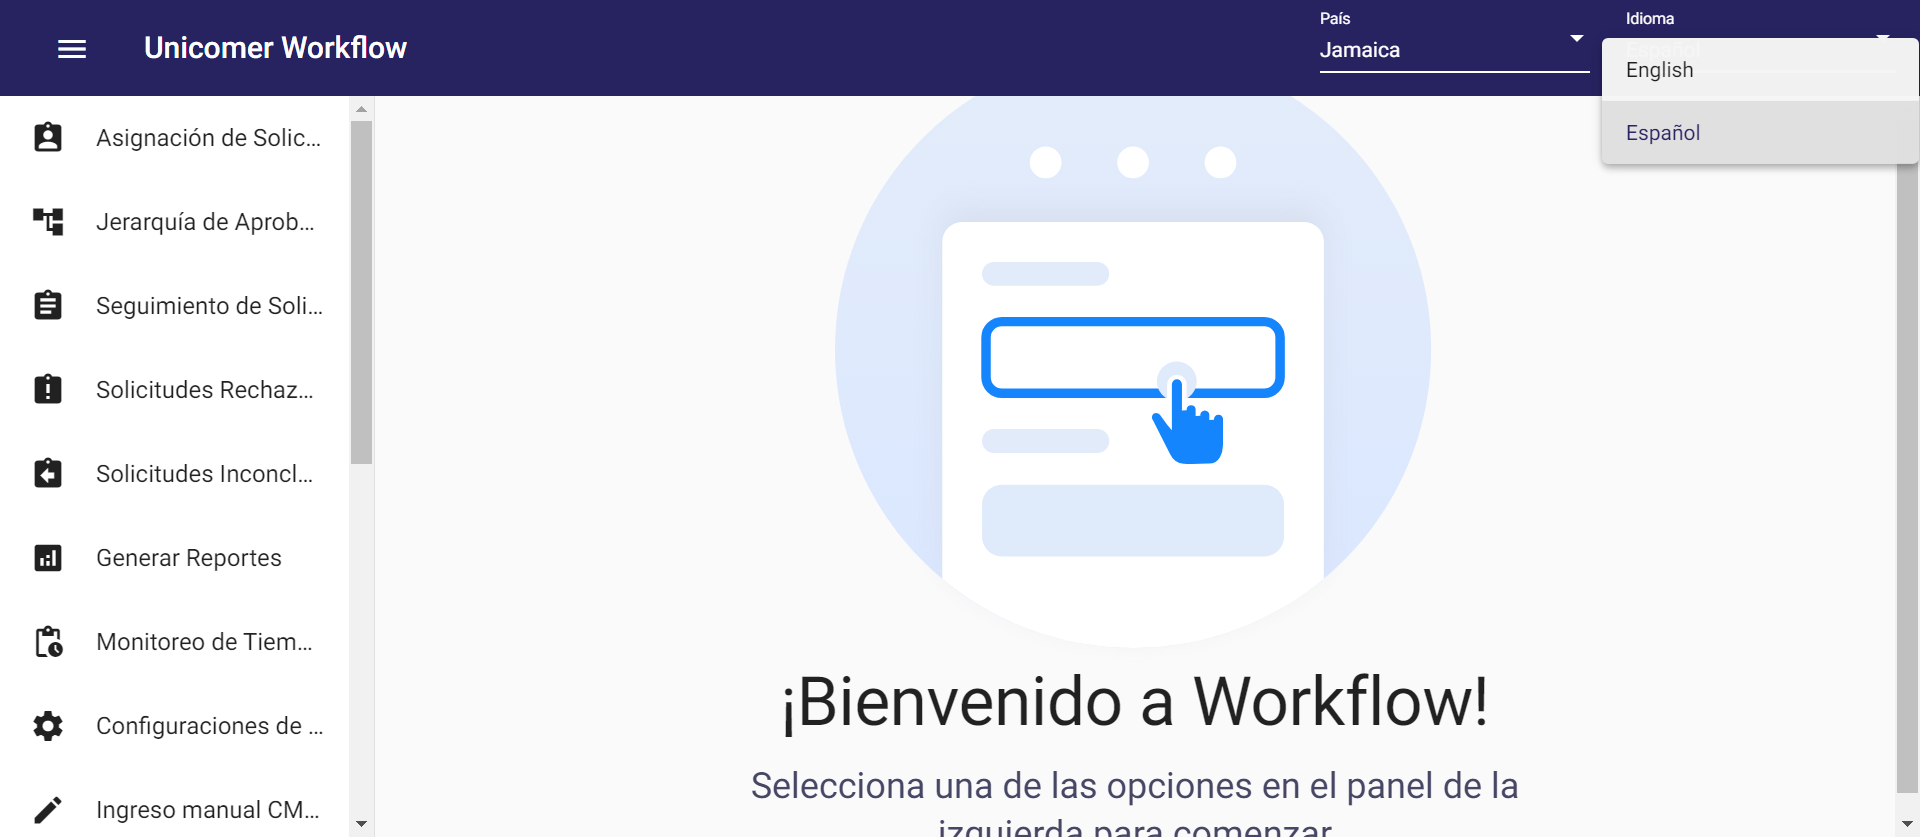 Unicomer Workflow
País
Jamaica
Idioma
Español
English
Español
Asignación de Solic...
Jerarquía de Aprob...
Seguimiento de Soli...
Solicitudes Rechaz...
Solicitudes Inconcl...
Generar Reportes
Monitoreo de Tiem...
Configuraciones de ...
Ingreso manual CM...
¡Bienvenido a Workflow!
Selecciona una de las opciones en el panel de la
izquierda para comenzar